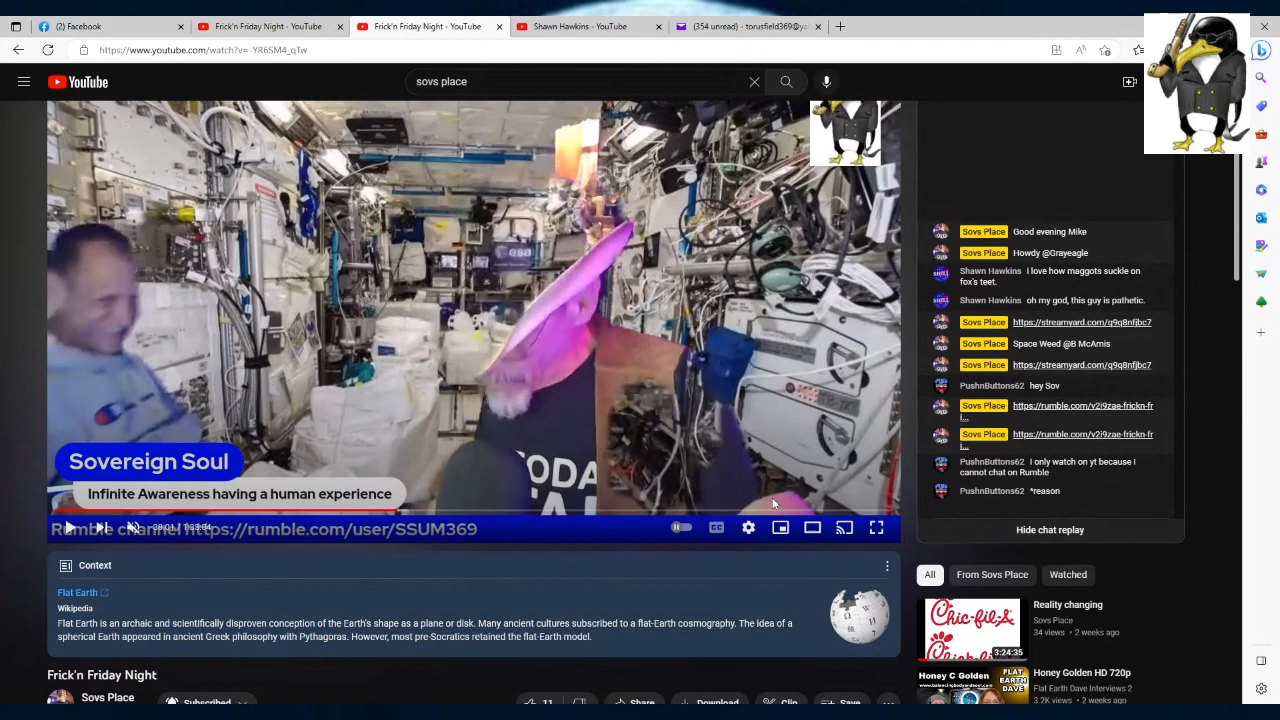 (2) Facebook
Frick'n Friday Night
Frick'n Friday Night
Shawn Hawkins - YouTube
https://www.youtube.com/watch?v=-YR6SM4_qTw
YouTube
sovs place
esa
Sovereign Soul
Infinite Awareness having a human experience
Rumble channel https://rumble.com/user/SSUM369
CC
Sovs Place Good evening Mike
Sovs Place Howdy @Grayeagle
Shawn Hawkins I love how maggots suckle on
fox's teet.
Shawn Hawkins oh my god, this guy is pathetic.
Sovs Place https://streamyard.com/q9q8nfjbc7
Sovs Place Space Weed @B McAmis
Sovs Place https://streamyard.com/q9q8nfjbc7
PushnButtons62 hey Sov
Sovs Place https://rumble.com/v2i9zae-frickn-fr
i...
Sovs Place https://rumble.com/v2i9zae-frickn-fr
i...
PushnButtons62 I only watch on yt because I
cannot chat on Rumble
PushnButtons62 *reason
Hide chat replay
Context
Flat Earth
Wikipedia
Flat Earth is an archaic and scientifically disproven conception of the Earth's shape as a plane or disk. Many ancient cultures subscribed to a flat-Earth cosmography. The idea of a
spherical Earth appeared in ancient Greek philosophy with Pythagoras. However, most pre-Socratics retained the flat-Earth model.
Frick'n Friday Night
Sovs Place
Subscribed
11
Share
Download
Clip
Save
All
From Sovs Place
Watched
3:24:35
Reality changing
Sovs Place
34 views • 2 weeks ago
Honey C Golden
FLAT
EARTH
DAVE
Honey Golden HD 720p
Flat Earth Dave Interviews 2
3.2K views • 2 weeks ago